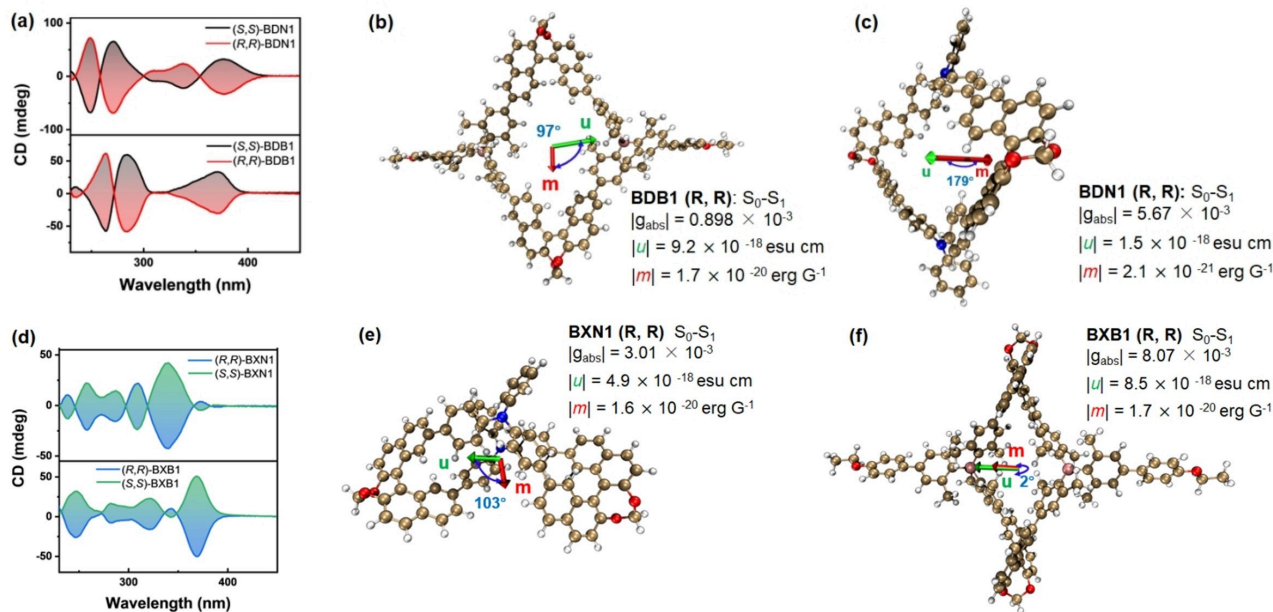 (a)
(S,S)-BDN1
(R,R)-BDN1
0
-100
(S,S)-BDB1
(R,R)-BDB1
50
0
-50
CD (mdeg)
300
400
Wavelength (nm)
(b)
97°
u
m
BDB1 (R, R): S₀-S₁
|gabs| = 0.898 × 10⁻³
|u| = 9.2 × 10 ⁻¹⁸ esu cm
|m| = 1.7 × 10 ⁻²⁰ erg G⁻¹
(c)
u
m
179°
BDN1 (R, R): S₀-S₁
|gabs| = 5.67 × 10⁻³
|u| = 1.5 × 10 ⁻¹⁸ esu cm
|m| = 2.1 × 10 ⁻²¹ erg G⁻¹
(d)
50
(R,R)-BXN1
(S,S)-BXN1
0
-50
(R,R)-BXB1
(S,S)-BXB1
50
0
-50
CD (mdeg)
300
400
Wavelength (nm)
(e)
BXN1 (R, R) S₀-S₁
|gabs| = 3.01 × 10⁻³
|u| = 4.9 × 10 ⁻¹⁸ esu cm
|m| = 1.6 × 10 ⁻²⁰ erg G⁻¹
u
m
103°
(f)
BXB1 (R, R) S₀-S₁
|gabs| = 8.07 × 10⁻³
|u| = 8.5 × 10 ⁻¹⁸ esu cm
|m| = 1.7 × 10 ⁻²⁰ erg G⁻¹
m
u
2°